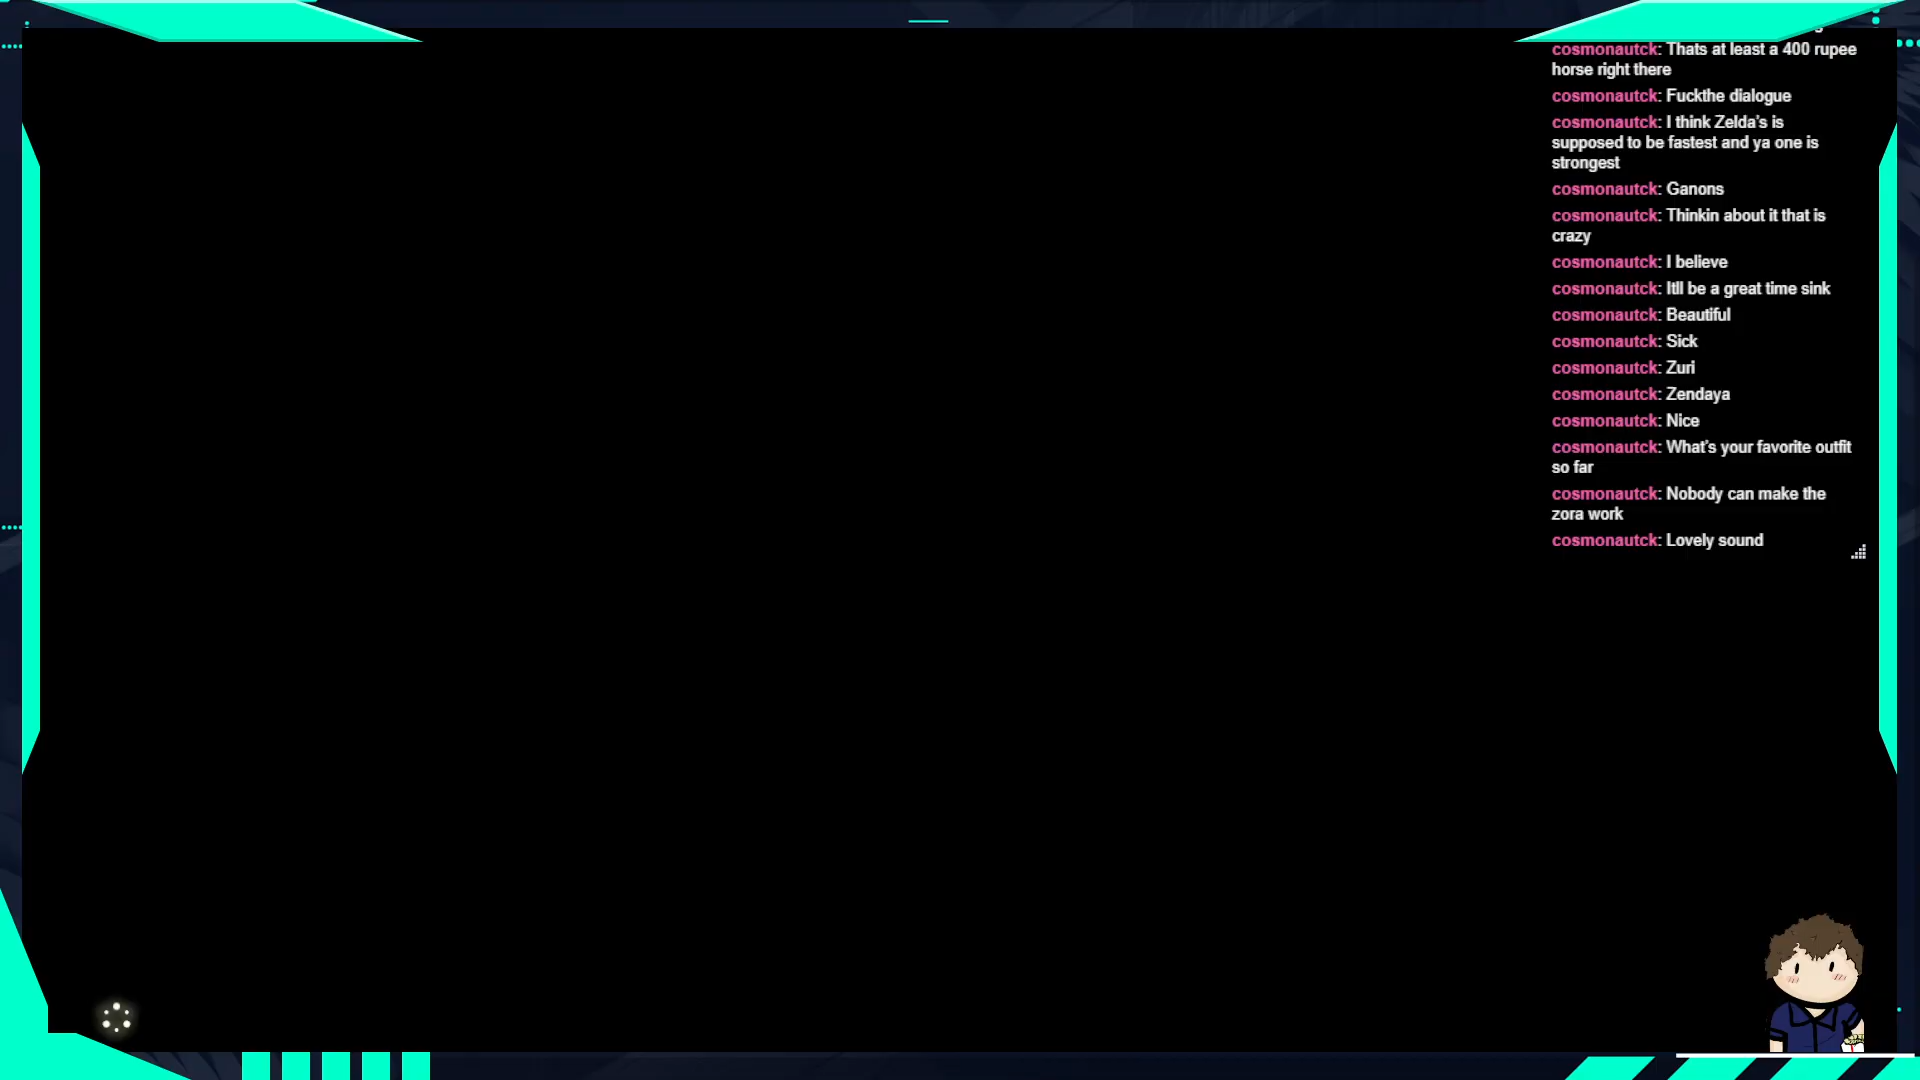 cosmonautck: Thats at least a 400 rupee
horse right there
cosmonautck: Fuckthe dialogue
cosmonautck: I think Zelda's is
supposed to be fastest and ya one is
strongest
cosmonautck: Ganons
cosmonautck: Thinkin about it that is
crazy
cosmonautck: I believe
cosmonautck: Itll be a great time sink
cosmonautck: Beautiful
cosmonautck: Sick
cosmonautck: Zuri
cosmonautck: Zendaya
cosmonautck: Nice
cosmonautck: What's your favorite outfit
so far
cosmonautck: Nobody can make the
zora work
cosmonautck: Lovely sound